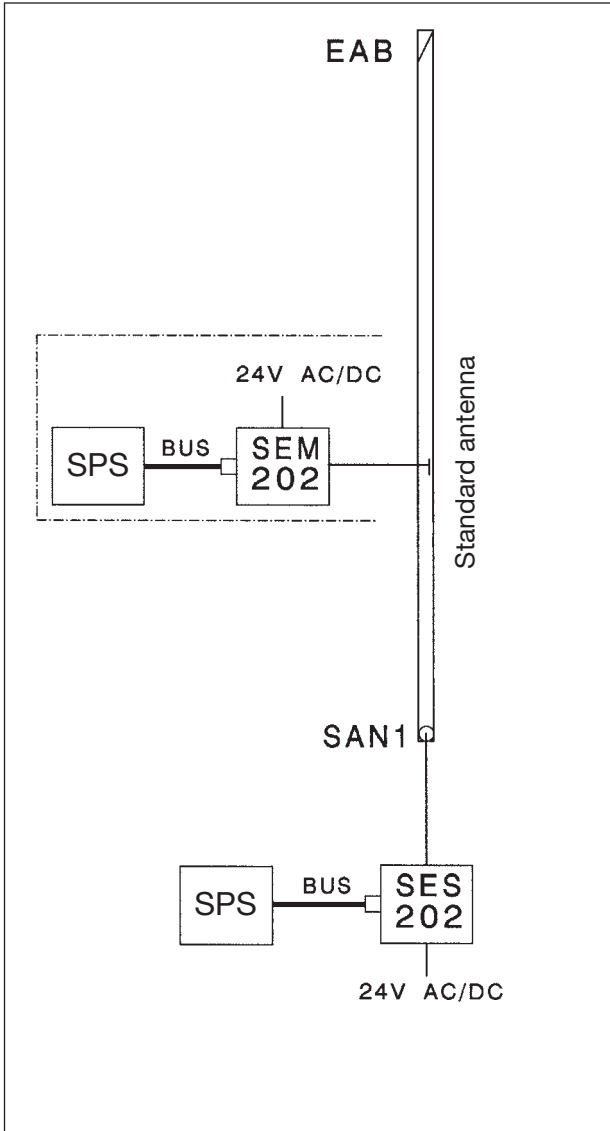 EAB
24V AC/DC
SPS
BUS
SEM
202
Standard antenna
SAN1
SPS
BUS
SES
202
24V AC/DC